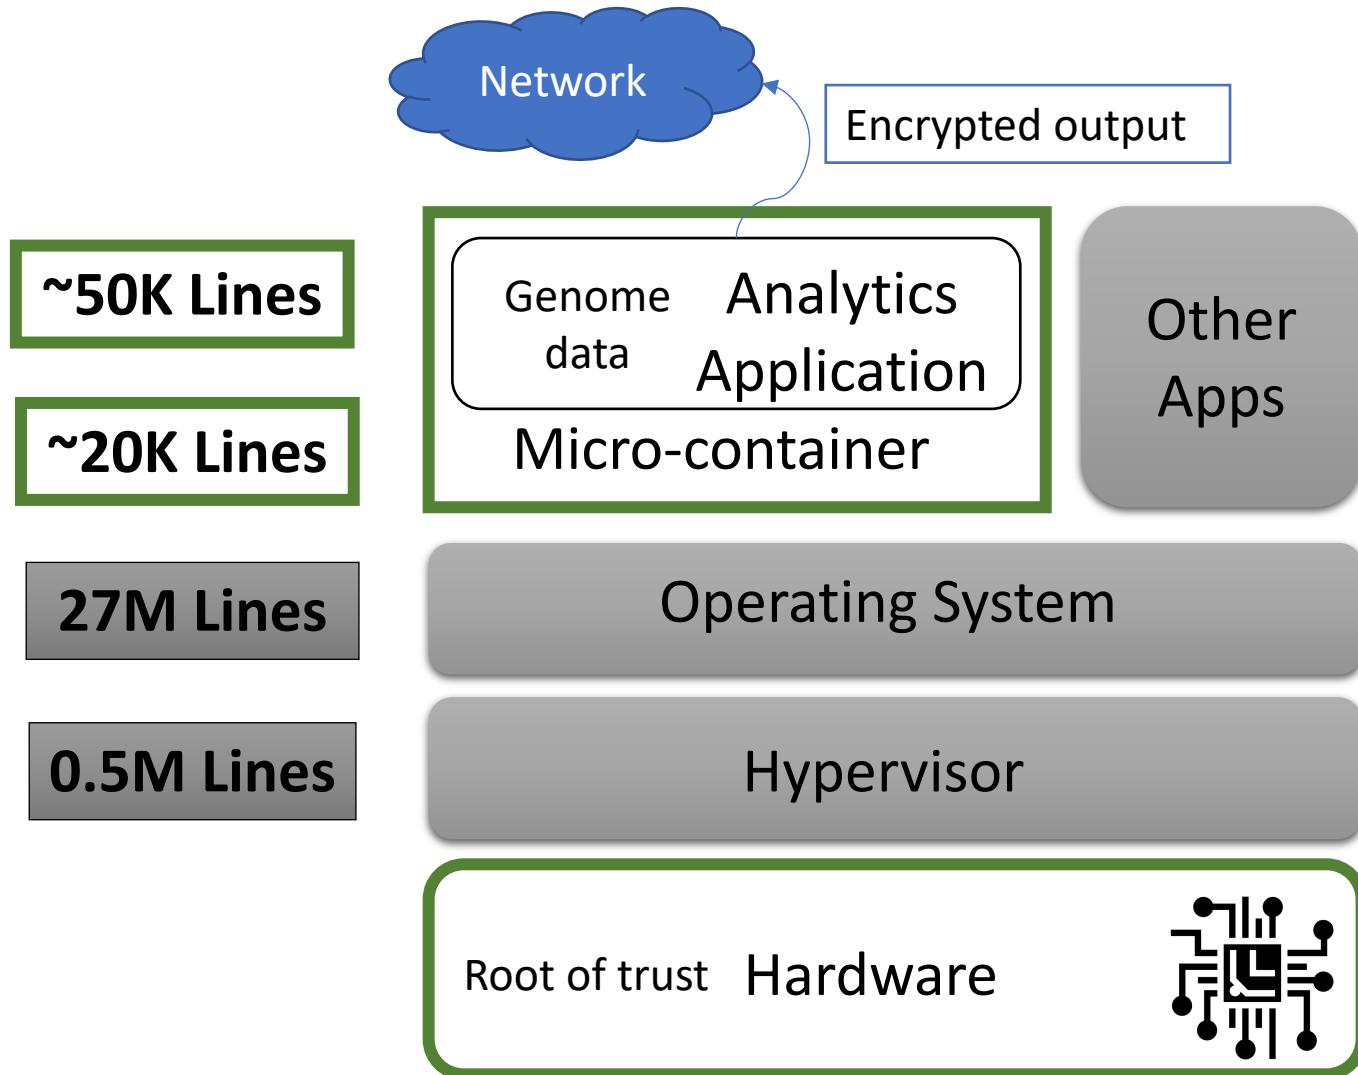 Network
Encrypted output
~50K Lines
Genome
data
Analytics
Application
Other
Apps
~20K Lines
Micro-container
27M Lines
Operating System
0.5M Lines
Hypervisor
Root of trust
Hardware